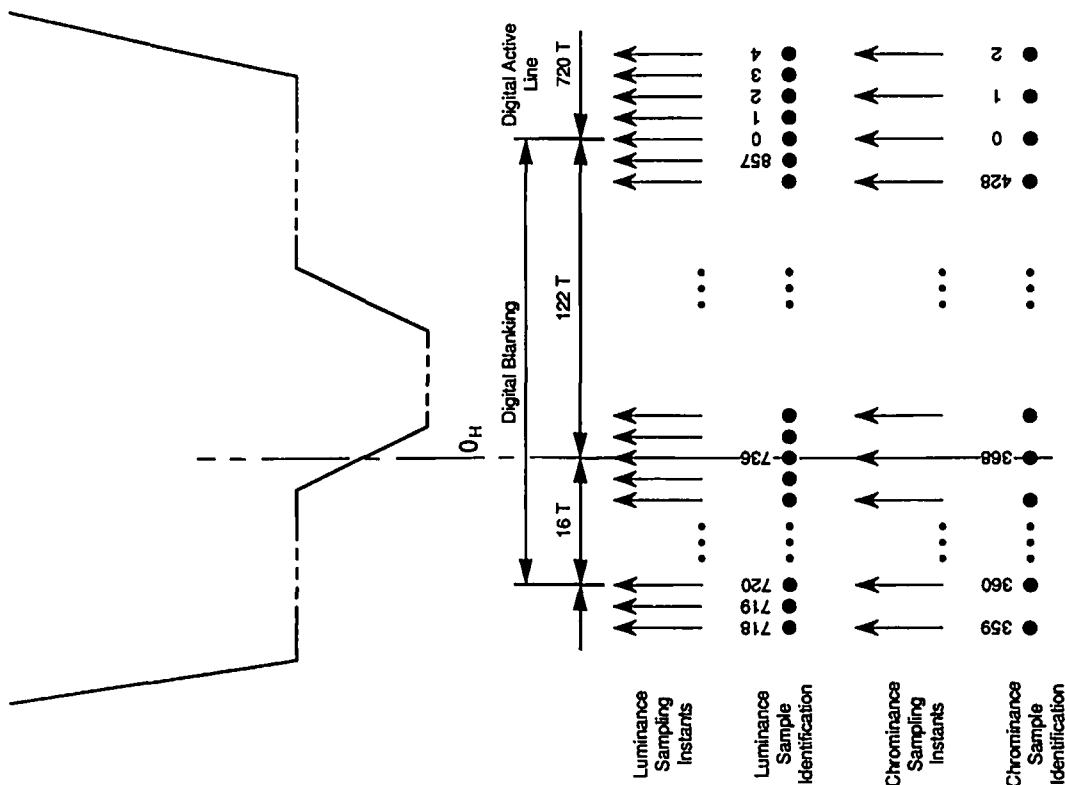 Digital Active
Line
720 T
Digital Blanking
122 T
16 T
0H
Luminance
Sampling
Instants
Luminance
Sample
Identification
718
719
720
736
857
0
1
2
3
4
Chrominance
Sampling
Instants
Chrominance
Sample
Identification
359
360
368
428
0
1
2